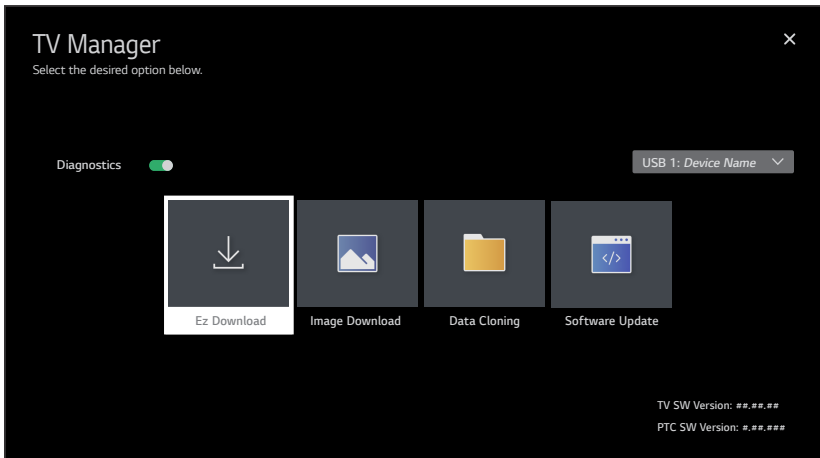 TV Manager
Select the desired option below.
Diagnostics
USB 1: Device Name
Ez Download
Image Download
Data Cloning
Software Update
TV SW Version: ##.##.##
PTC SW Version: #.##.###